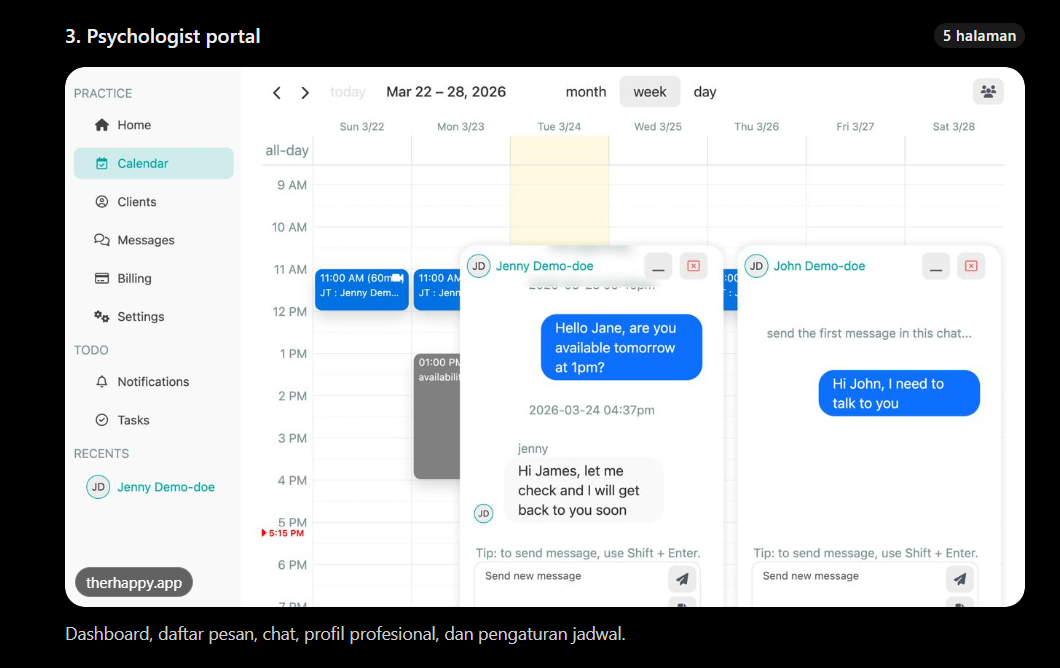 3. Psychologist portal
5 halaman
PRACTICE
Home
Calendar
Clients
Messages
Billing
Settings
TODO
Notifications
Tasks
RECENTS
JD Jenny Demo-doe
therhappy.app
today Mar 22 – 28, 2026 month week day
Sun 3/22 Mon 3/23 Tue 3/24 Wed 3/25 Thu 3/26 Fri 3/27 Sat 3/28
all-day
9 AM
10 AM
11 AM
12 PM
1 PM
2 PM
3 PM
4 PM
5 PM
5:15 PM
6 PM
7 PM
11:00 AM (60m
JT : Jenny Dem...
11:00 AM
JT : Jenn
01:00 PM
availabilit
JD Jenny Demo-doe
Hello Jane, are you
available tomorrow
at 1pm?
2026-03-24 04:37pm
jenny
Hi James, let me
check and I will get
back to you soon
JD
Tip: to send message, use Shift + Enter.
Send new message
JD John Demo-doe
send the first message in this chat...
Hi John, I need to
talk to you
Tip: to send message, use Shift + Enter.
Send new message
Dashboard, daftar pesan, chat, profil profesional, dan pengaturan jadwal.